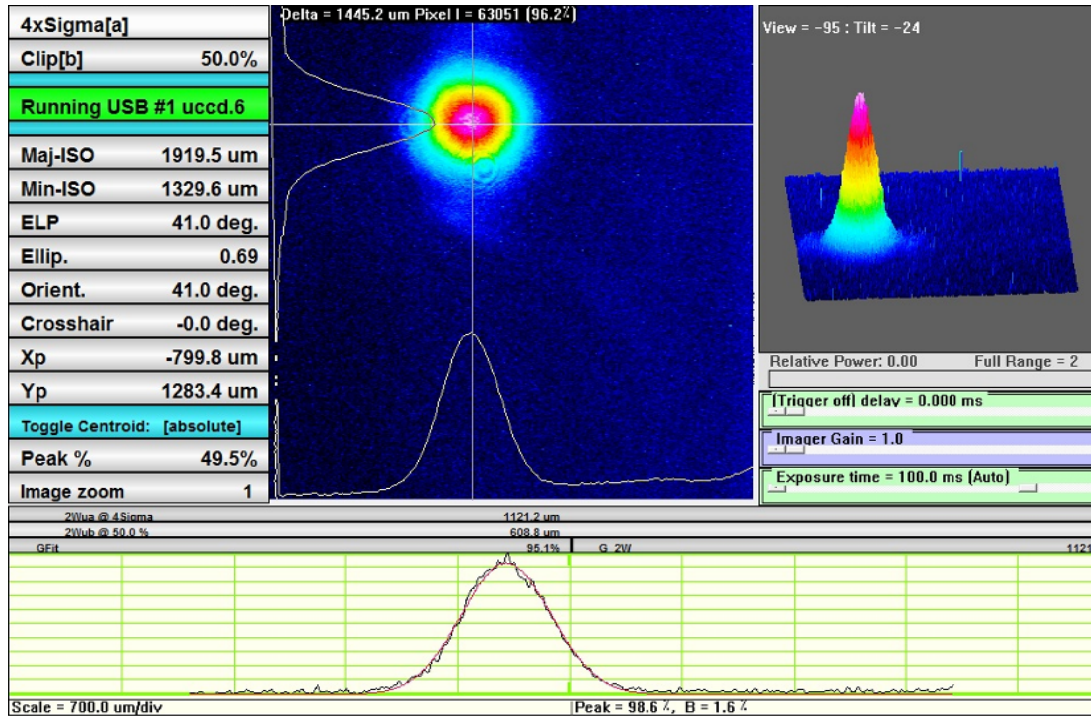 4xSigma[a]
Clip[b] 50.0%
Running USB #1 uccd.6
Maj-ISO 1919.5 um
Min-ISO 1329.6 um
ELP 41.0 deg.
Ellip. 0.69
Orient. 41.0 deg.
Crosshair -0.0 deg.
Xp -799.8 um
Yp 1283.4 um
Toggle Centroid: [absolute]
Peak % 49.5%
Image zoom 1
Delta = 1445.2 um Pixel I = 63051 (96.2%)
View = -95 : Tilt = -24
Relative Power: 0.00 Full Range = 2
[Trigger off] delay = 0.000 ms
Imager Gain = 1.0
Exposure time = 100.0 ms (Auto)
2Wua @ 4Sigma 1121.2 um
2Wub @ 50.0 % 608.8 um
GFit 95.1% G 2W 1121
Scale = 700.0 um/div Peak = 98.6 %, B = 1.6 %